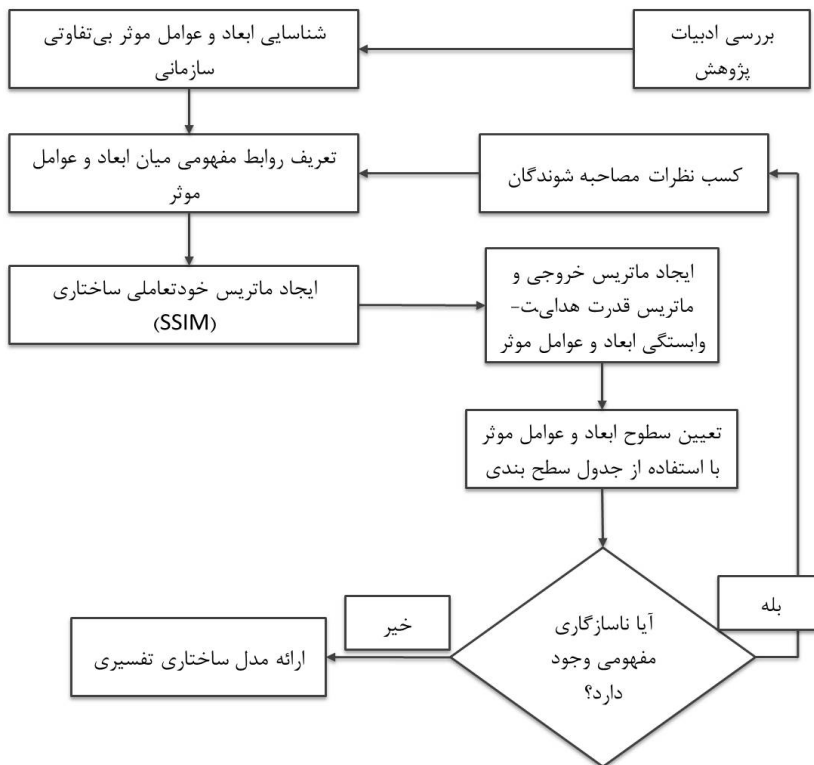 بررسی ادبیات
پژوهش
شناسایی ابعاد و عوامل موثر بی‌تفاوتی
سازمانی
تعریف روابط مفهومی میان ابعاد و عوامل
موثر
کسب نظرات مصاحبه شوندگان
ایجاد ماتریس خودتعاملی ساختاری
(SSIM)
ایجاد ماتریس خروجی و
ماتریس قدرت هدایت-
وابستگی ابعاد و عوامل موثر
تعیین سطوح ابعاد و عوامل موثر
با استفاده از جدول سطح بندی
آیا ناسازگاری
مفهومی وجود
دارد؟
بله
خیر
ارائه مدل ساختاری تفسیری